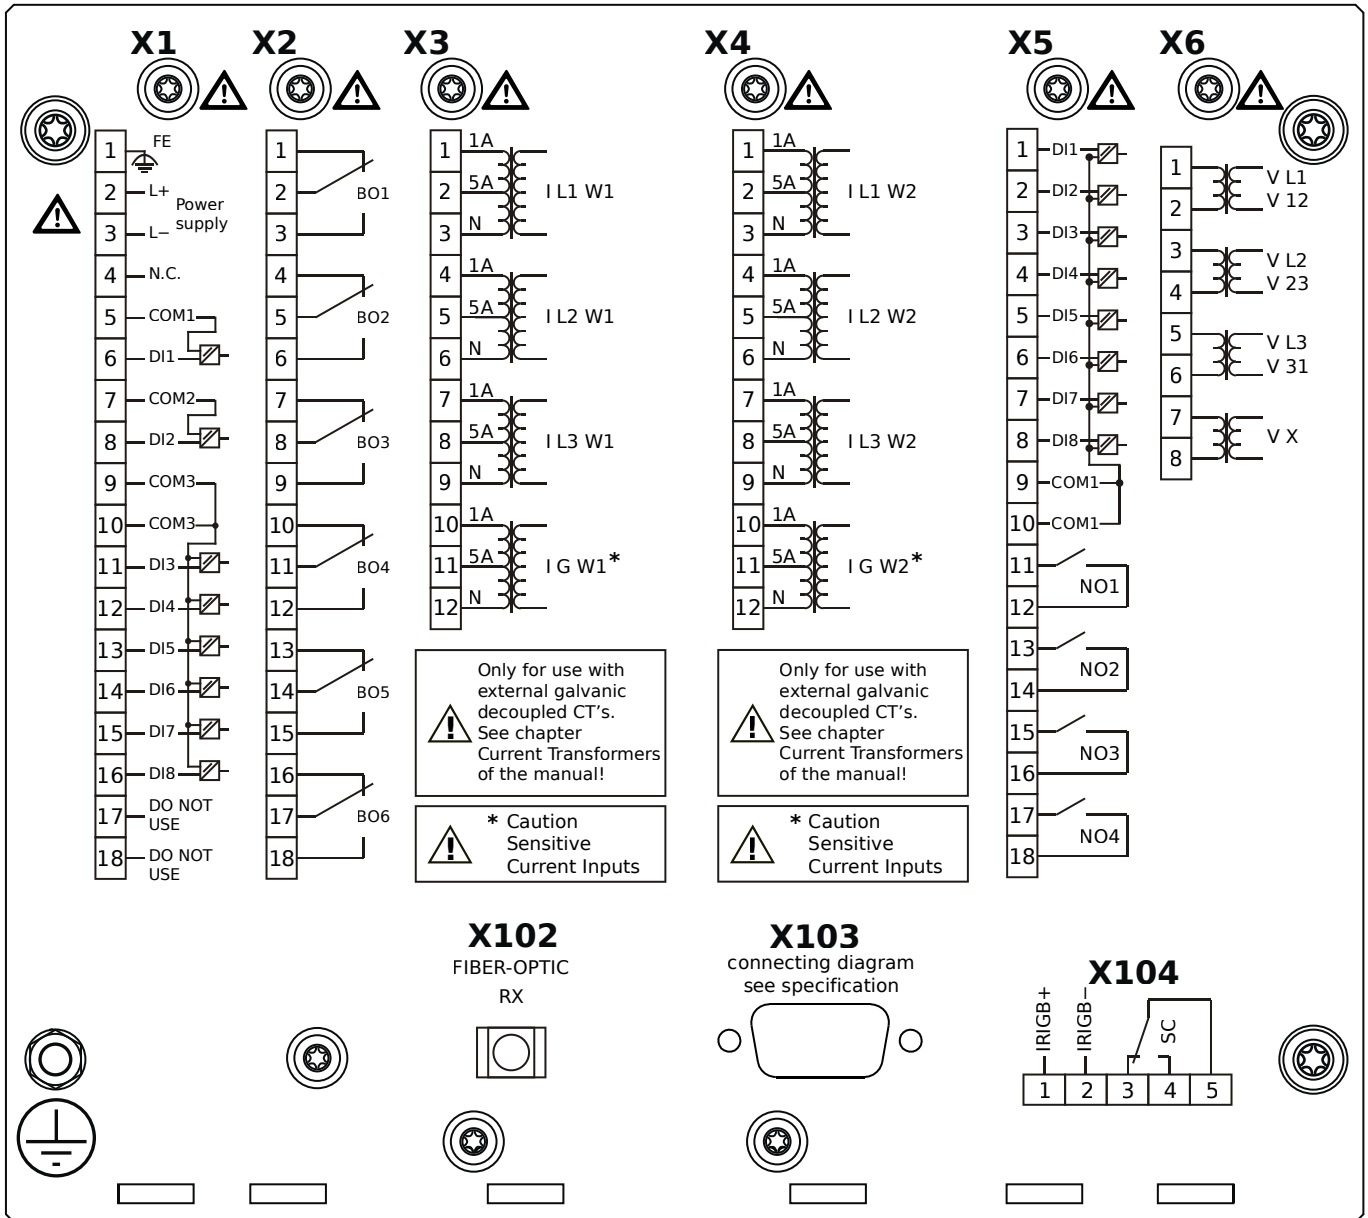 X1
1 FE
2 L+
Power
supply
3 L−
4 N.C.
5 COM1
6 DI1
7 COM2
8 DI2
9 COM3
10 COM3
11 DI3
12 DI4
13 DI5
14 DI6
15 DI7
16 DI8
17 DO NOT
USE
18 DO NOT
USE
X2
1
2 BO1
3
4
5 BO2
6
7
8 BO3
9
10
11 BO4
12
13
14 BO5
15
16
17 BO6
18
X3
1 1A
2 5A I L1 W1
3 N
4 1A
5 5A I L2 W1
6 N
7 1A
8 5A I L3 W1
9 N
10 1A
11 5A I G W1*
12 N
Only for use with
external galvanic
decoupled CT's.
See chapter
Current Transformers
of the manual!
* Caution
Sensitive
Current Inputs
X4
1 1A
2 5A I L1 W2
3 N
4 1A
5 5A I L2 W2
6 N
7 1A
8 5A I L3 W2
9 N
10 1A
11 5A I G W2*
12 N
Only for use with
external galvanic
decoupled CT's.
See chapter
Current Transformers
of the manual!
* Caution
Sensitive
Current Inputs
X5
1 DI1
2 DI2
3 DI3
4 DI4
5 DI5
6 DI6
7 DI7
8 DI8
9 COM1
10 COM1
11
NO1
12
13
NO2
14
15
NO3
16
17
NO4
18
X6
1 V L1
2 V 12
3 V L2
4 V 23
5 V L3
6 V 31
7 V X
8
X102
FIBER-OPTIC
RX
X103
connecting diagram
see specification
X104
IRIGB+
IRIGB−
SC
1 2 3 4 5